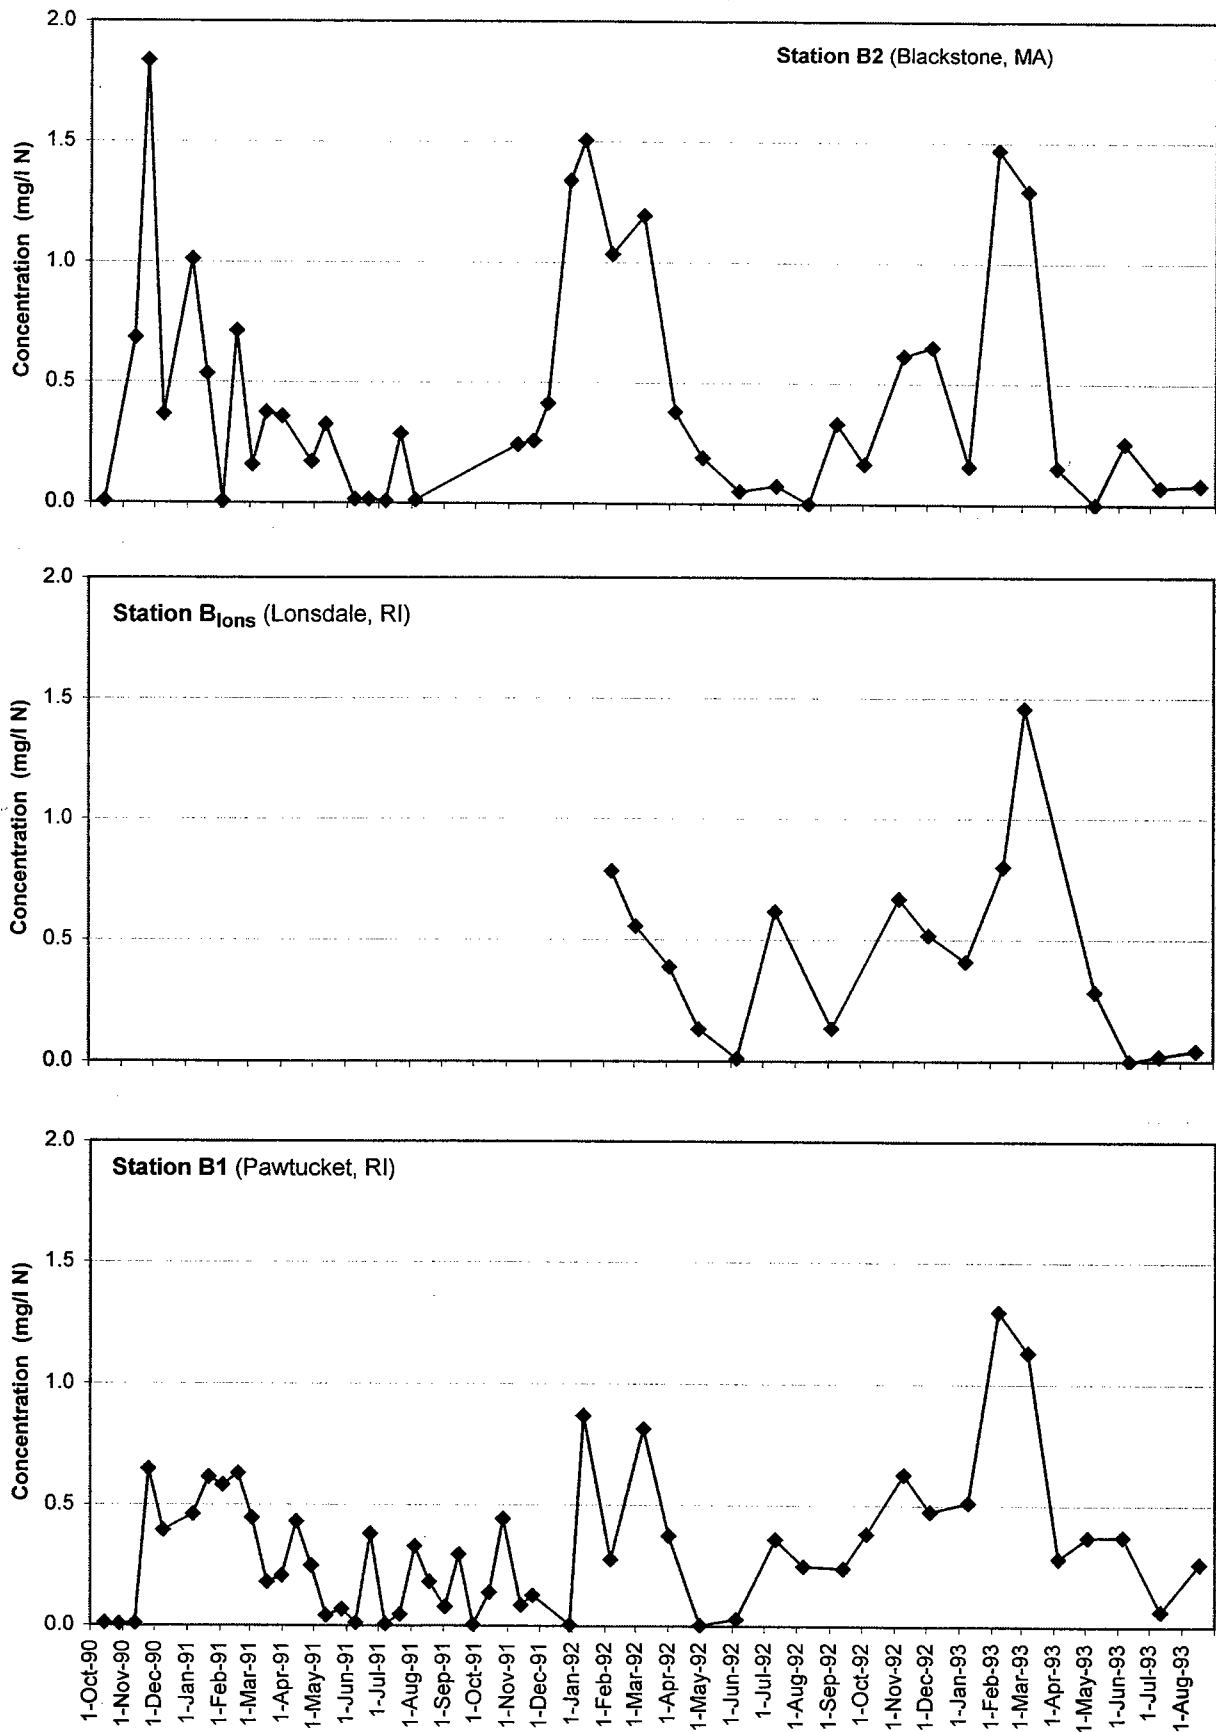 Station B2 (Blackstone, MA)
Concentration (mg/l N)
2.0
1.5
1.0
0.5
0.0
Station Blons (Lonsdale, RI)
Concentration (mg/l N)
2.0
1.5
1.0
0.5
0.0
Station B1 (Pawtucket, RI)
Concentration (mg/l N)
2.0
1.5
1.0
0.5
0.0
1-Oct-90
1-Nov-90
1-Dec-90
1-Jan-91
1-Feb-91
1-Mar-91
1-Apr-91
1-May-91
1-Jun-91
1-Jul-91
1-Aug-91
1-Sep-91
1-Oct-91
1-Nov-91
1-Dec-91
1-Jan-92
1-Feb-92
1-Mar-92
1-Apr-92
1-May-92
1-Jun-92
1-Jul-92
1-Aug-92
1-Sep-92
1-Oct-92
1-Nov-92
1-Dec-92
1-Jan-93
1-Feb-93
1-Mar-93
1-Apr-93
1-May-93
1-Jun-93
1-Jul-93
1-Aug-93